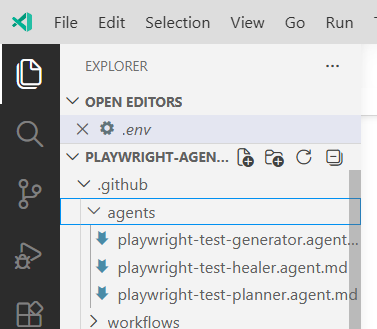 File Edit Selection View Go Run
EXPLORER ...
OPEN EDITORS
.env
PLAYWRIGHT-AGEN...
.github
agents
playwright-test-generator.agent...
playwright-test-healer.agent.md
playwright-test-planner.agent.md
workflows